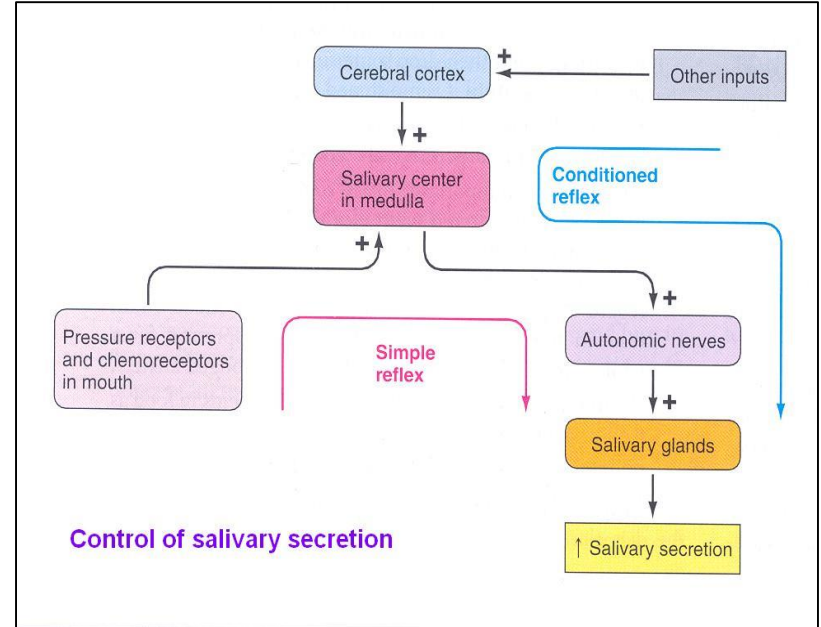 Cerebral cortex
+
Other inputs
+
Salivary center
in medulla
Conditioned
reflex
+
+
Pressure receptors
and chemoreceptors
in mouth
Simple
reflex
Autonomic nerves
+
Salivary glands
Control of salivary secretion
↑ Salivary secretion